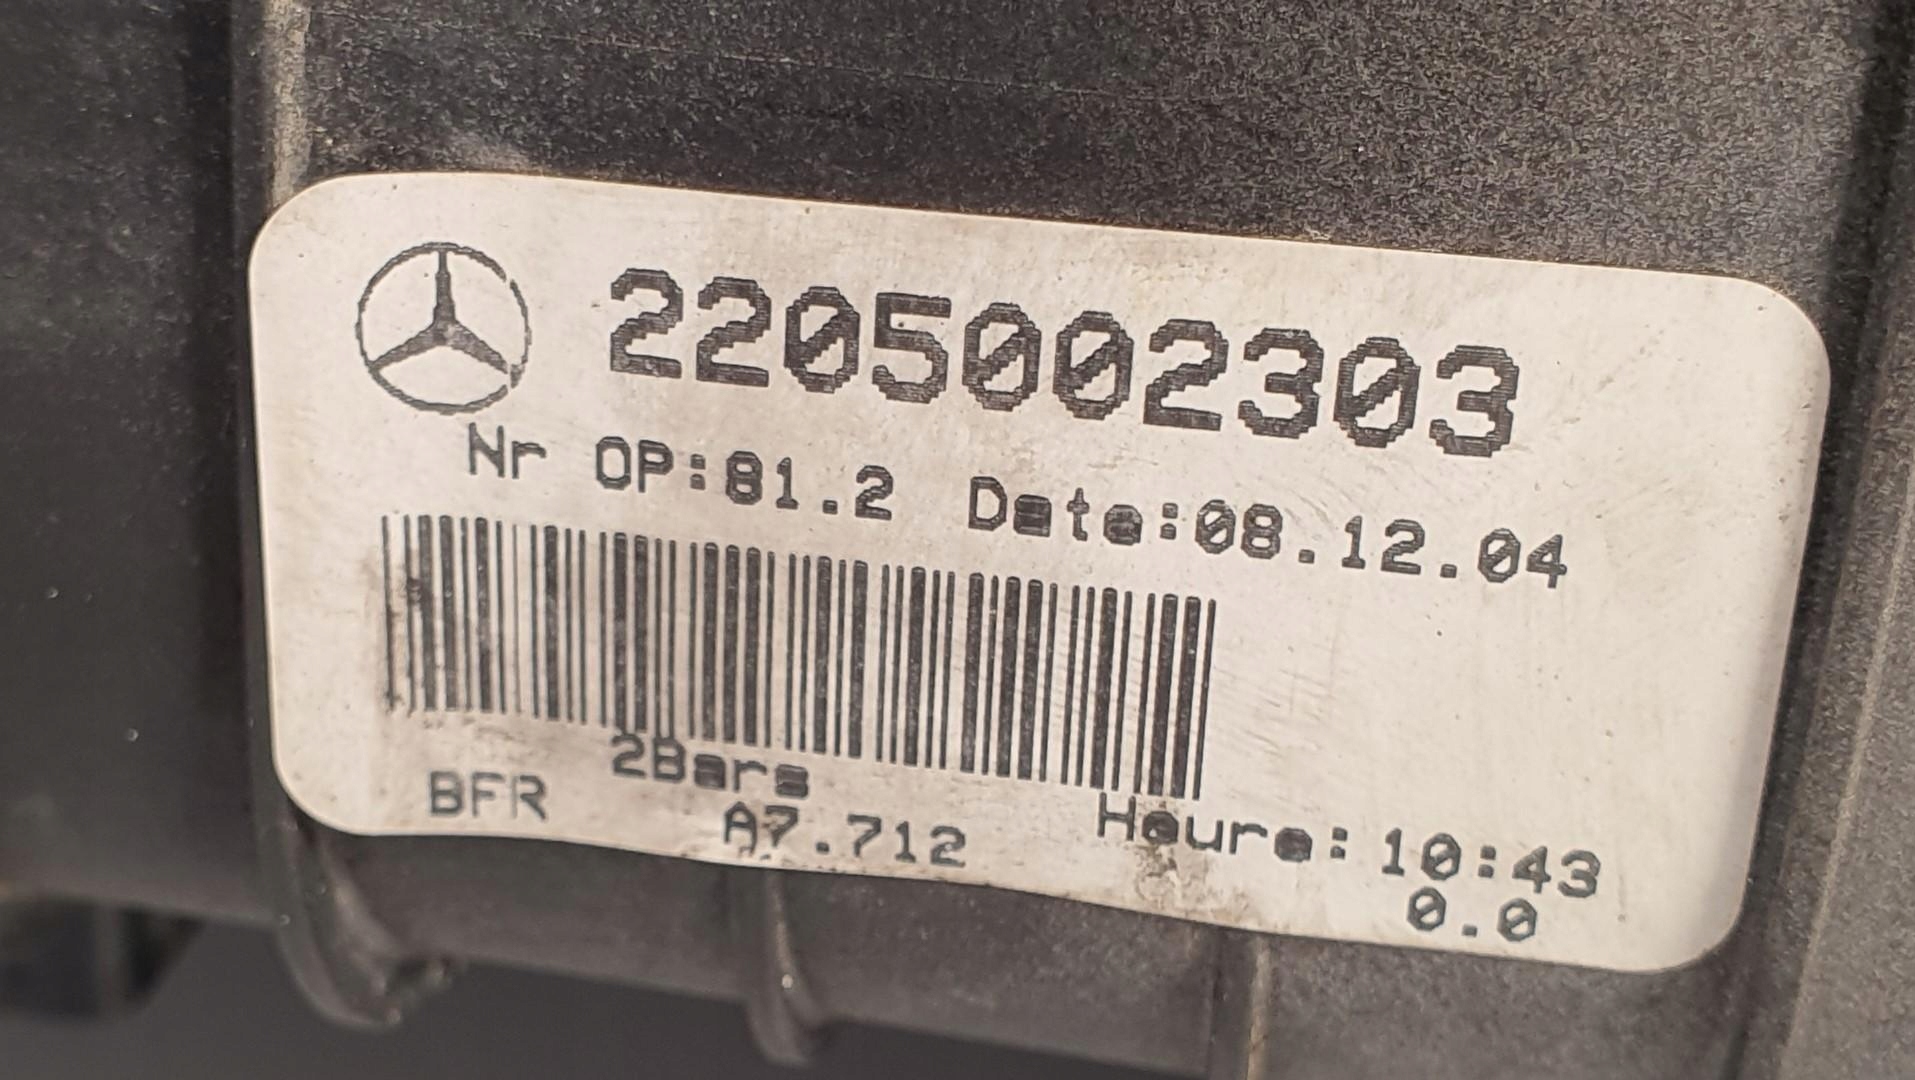 2205002303
Nr OP:81.2 Date:08.12.04
2Bars
BFR A7.712 Heure:10:43
0.0